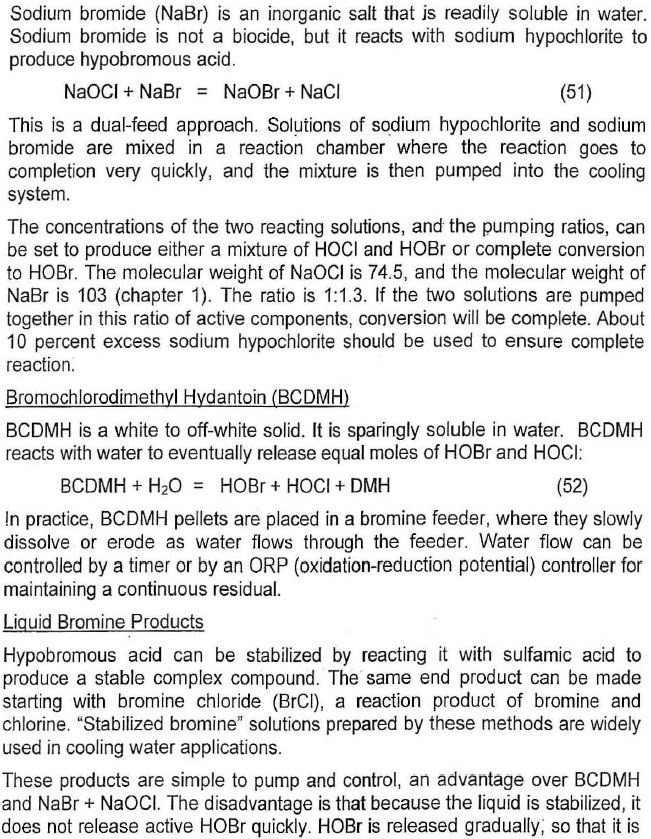 Sodium bromide (NaBr) is an inorganic salt that is readily soluble in water.
Sodium bromide is not a biocide, but it reacts with sodium hypochlorite to
produce hypobromous acid.
NaOCl + NaBr = NaOBr + NaCl (51)
This is a dual-feed approach. Solutions of sodium hypochlorite and sodium
bromide are mixed in a reaction chamber where the reaction goes to
completion very quickly, and the mixture is then pumped into the cooling
system.
The concentrations of the two reacting solutions, and the pumping ratios, can
be set to produce either a mixture of HOCl and HOBr or complete conversion
to HOBr. The molecular weight of NaOCl is 74.5, and the molecular weight of
NaBr is 103 (chapter 1). The ratio is 1:1.3. If the two solutions are pumped
together in this ratio of active components, conversion will be complete. About
10 percent excess sodium hypochlorite should be used to ensure complete
reaction.
Bromochlorodimethyl Hydantoin (BCDMH)
BCDMH is a white to off-white solid. It is sparingly soluble in water. BCDMH
reacts with water to eventually release equal moles of HOBr and HOCl:
BCDMH + H₂O = HOBr + HOCl + DMH (52)
In practice, BCDMH pellets are placed in a bromine feeder, where they slowly
dissolve or erode as water flows through the feeder. Water flow can be
controlled by a timer or by an ORP (oxidation-reduction potential) controller for
maintaining a continuous residual.
Liquid Bromine Products
Hypobromous acid can be stabilized by reacting it with sulfamic acid to
produce a stable complex compound. The same end product can be made
starting with bromine chloride (BrCl), a reaction product of bromine and
chlorine. “Stabilized bromine” solutions prepared by these methods are widely
used in cooling water applications.
These products are simple to pump and control, an advantage over BCDMH
and NaBr + NaOCl. The disadvantage is that because the liquid is stabilized, it
does not release active HOBr quickly. HOBr is released gradually, so that it is